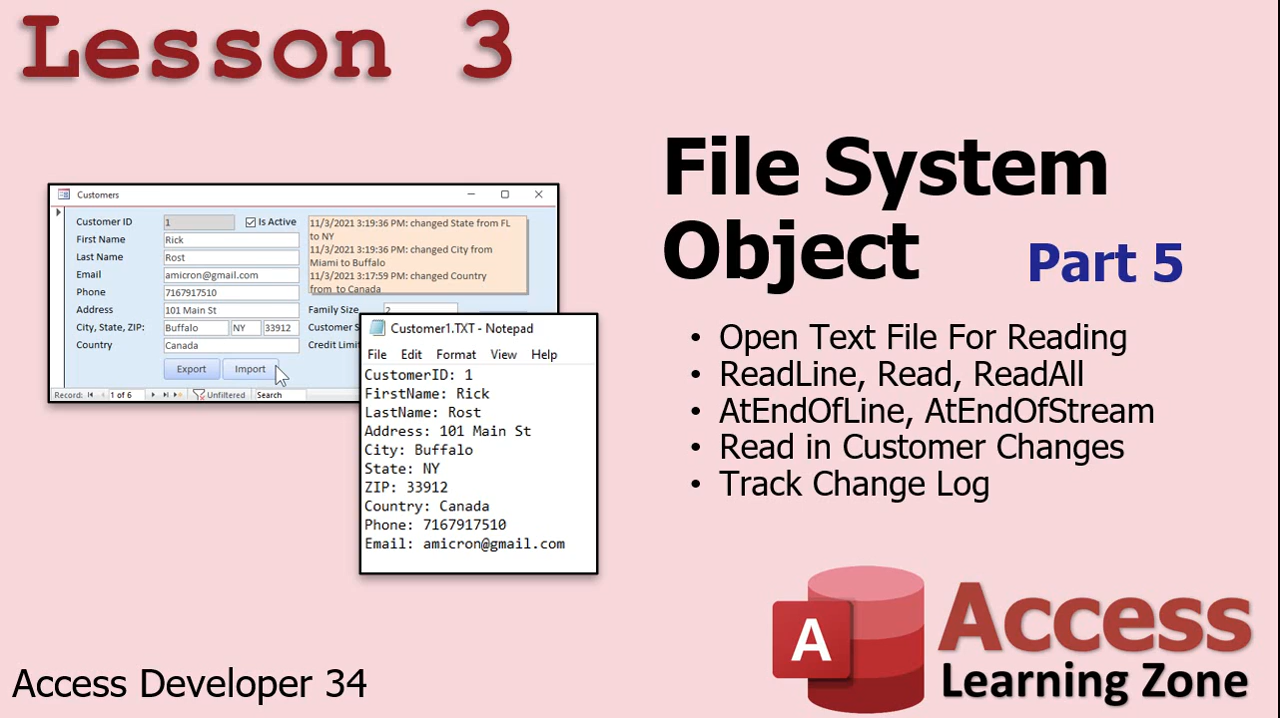 Lesson 3
File System
Object Part 5
• Open Text File For Reading
• ReadLine, Read, ReadAll
• AtEndOfLine, AtEndOfStream
• Read in Customer Changes
• Track Change Log
Customers
Customer ID 1 Is Active
First Name Rick
Last Name Rost
Email amicron@gmail.com
Phone 7167917510
Address 101 Main St
City, State, ZIP: Buffalo NY 33912
Country Canada
11/3/2021 3:19:36 PM: changed State from FL
to NY
11/3/2021 3:19:36 PM: changed City from
Miami to Buffalo
11/3/2021 3:17:59 PM: changed Country
from to Canada
Family Size 2
Customer S
Credit Limit
Export Import
Record: 1 of 6 Unfiltered Search
Customer1.TXT - Notepad
File Edit Format View Help
CustomerID: 1
FirstName: Rick
LastName: Rost
Address: 101 Main St
City: Buffalo
State: NY
ZIP: 33912
Country: Canada
Phone: 7167917510
Email: amicron@gmail.com
Access Developer 34
A
Access
Learning Zone